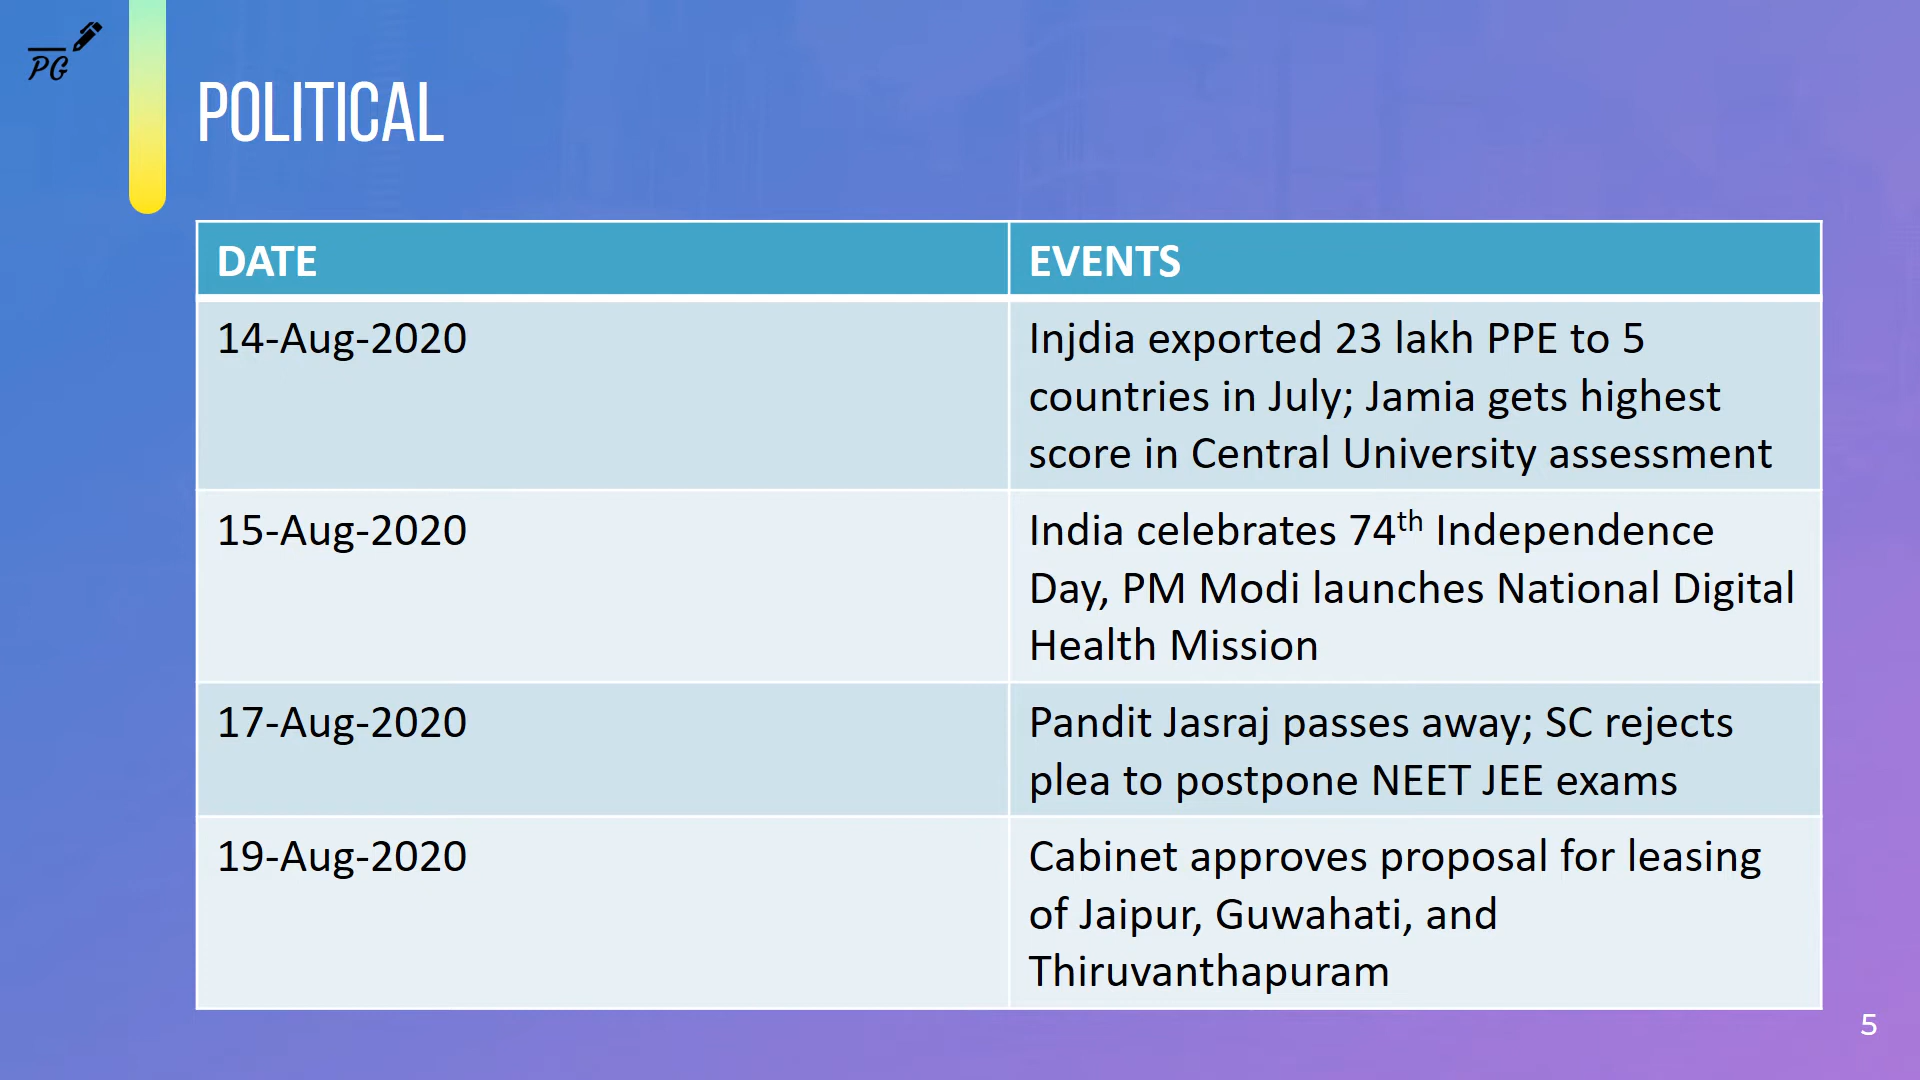 PG
POLITICAL
DATE
EVENTS
14-Aug-2020
Injdia exported 23 lakh PPE to 5
countries in July; Jamia gets highest
score in Central University assessment
15-Aug-2020
India celebrates 74th Independence
Day, PM Modi launches National Digital
Health Mission
17-Aug-2020
Pandit Jasraj passes away; SC rejects
plea to postpone NEET JEE exams
19-Aug-2020
Cabinet approves proposal for leasing
of Jaipur, Guwahati, and
Thiruvanthapuram
5